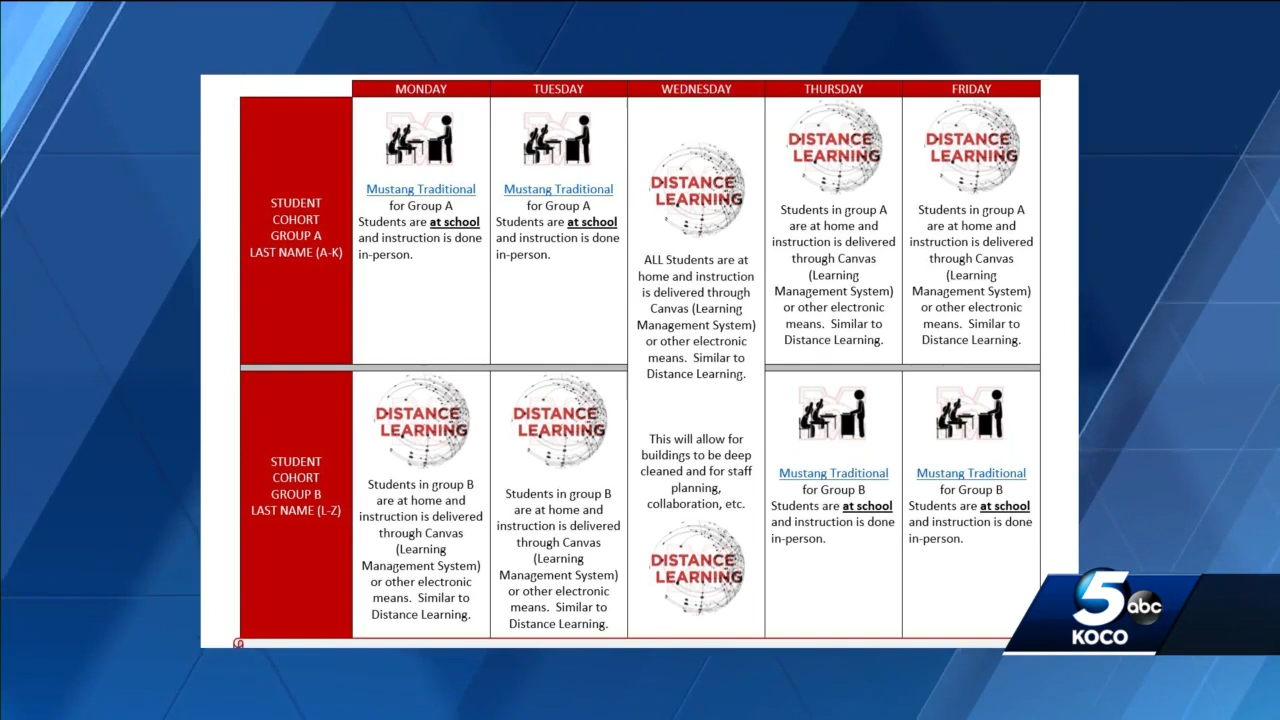 MONDAY
TUESDAY
WEDNESDAY
THURSDAY
FRIDAY
STUDENT
COHORT
GROUP A
LAST NAME (A-K)
Mustang Traditional
for Group A
Students are at school
and instruction is done
in-person.
Mustang Traditional
for Group A
Students are at school
and instruction is done
in-person.
DISTANCE
LEARNING
ALL Students are at
home and instruction
is delivered through
Canvas (Learning
Management System)
or other electronic
means. Similar to
Distance Learning.
This will allow for
buildings to be deep
cleaned and for staff
planning,
collaboration, etc.
DISTANCE
LEARNING
DISTANCE
LEARNING
Students in group A
are at home and
instruction is delivered
through Canvas
(Learning
Management System)
or other electronic
means. Similar to
Distance Learning.
DISTANCE
LEARNING
Students in group A
are at home and
instruction is delivered
through Canvas
(Learning
Management System)
or other electronic
means. Similar to
Distance Learning.
STUDENT
COHORT
GROUP B
LAST NAME (L-Z)
DISTANCE
LEARNING
Students in group B
are at home and
instruction is delivered
through Canvas
(Learning
Management System)
or other electronic
means. Similar to
Distance Learning.
DISTANCE
LEARNING
Students in group B
are at home and
instruction is delivered
through Canvas
(Learning
Management System)
or other electronic
means. Similar to
Distance Learning.
Mustang Traditional
for Group B
Students are at school
and instruction is done
in-person.
Mustang Traditional
for Group B
Students are at school
and instruction is done
in-person.
5 abc
KOCO